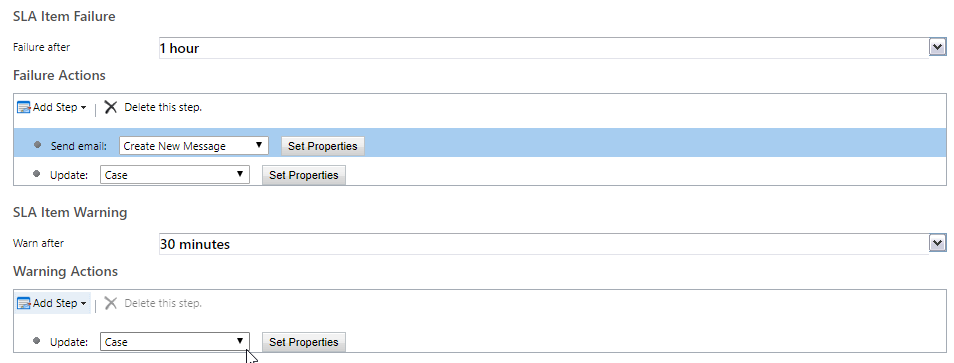 SLA Item Failure
Failure after 1 hour
Failure Actions
Add Step Delete this step.
Send email: Create New Message Set Properties
Update: Case Set Properties
SLA Item Warning
Warn after 30 minutes
Warning Actions
Add Step Delete this step.
Update: Case Set Properties